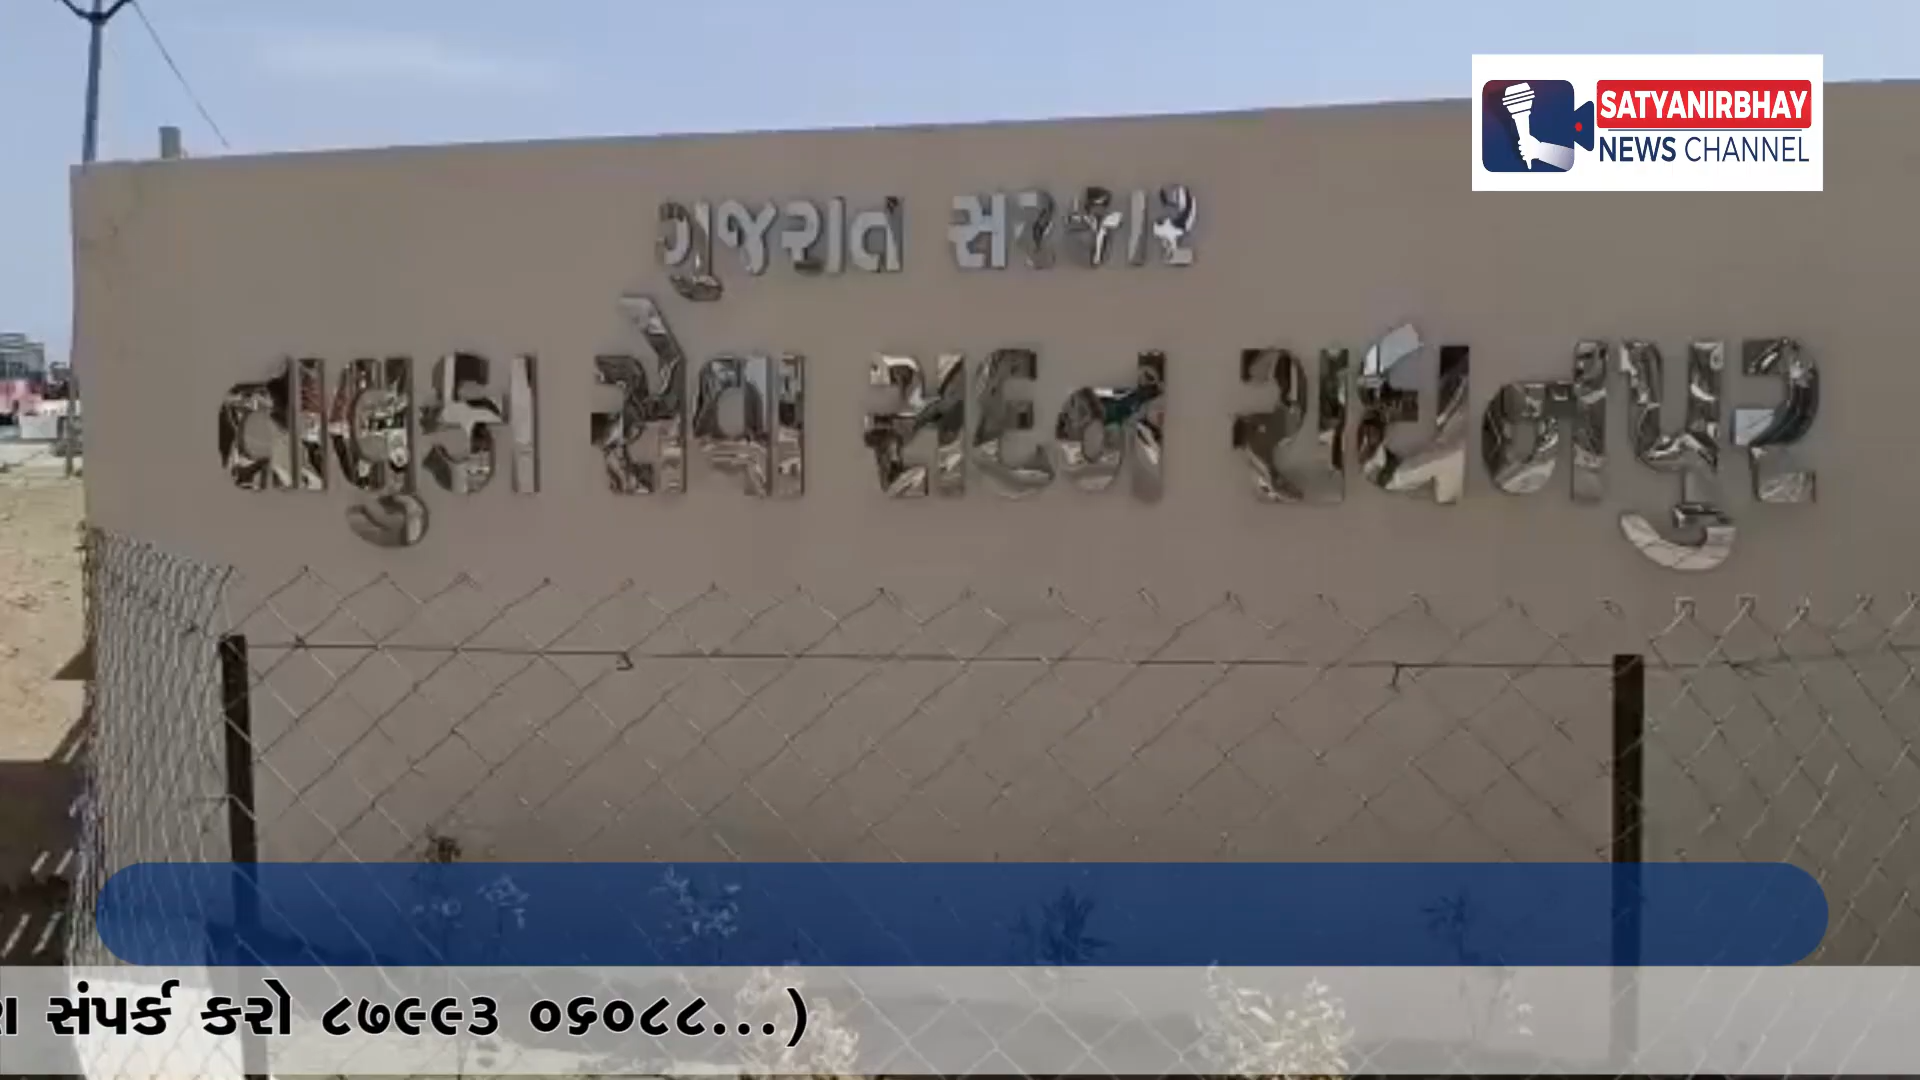 SATYANIRBHAY
NEWS CHANNEL
ગુજરાત સરકાર
તાલુકા સેવા સદન રાધનપુર
સંપર્ક કરો ૮૭૯૯૩ ૦૬૦૮૮...)